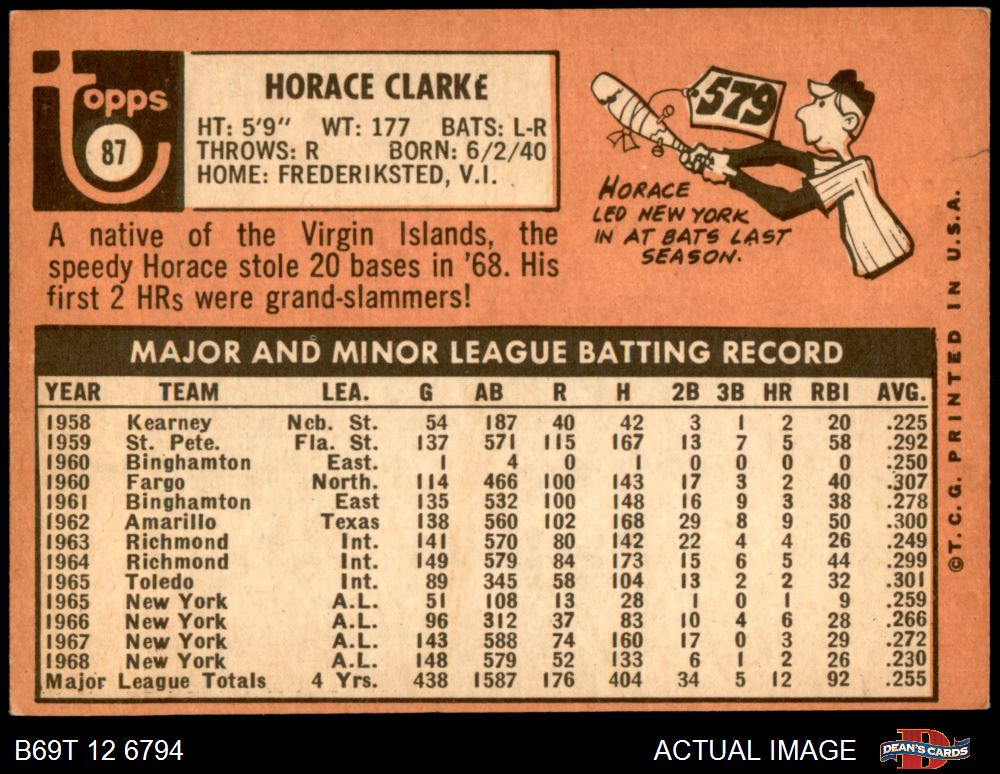 topps
87
HORACE CLARKE
HT: 5'9" WT: 177 BATS: L-R
THROWS: R BORN: 6/2/40
HOME: FREDERIKSTED, V.I.
A native of the Virgin Islands, the
speedy Horace stole 20 bases in '68. His
first 2 HRs were grand-slammers!
579
HORACE
LED NEW YORK
IN AT BATS LAST
SEASON.
MAJOR AND MINOR LEAGUE BATTING RECORD
YEAR TEAM LEA. G AB R H 2B 3B HR RBI AVG.
1958 Kearney Neb. St. 54 187 40 42 3 1 2 20 .225
1959 St. Pete. Fla. St. 137 571 115 167 13 7 5 58 .292
1960 Binghamton East. 1 4 0 1 0 0 0 0 .250
1960 Fargo North. 114 466 100 143 17 3 2 40 .307
1961 Binghamton East 135 532 100 148 16 9 3 38 .278
1962 Amarillo Texas 138 560 102 168 29 8 9 50 .300
1963 Richmond Int. 141 570 80 142 22 4 4 26 .249
1964 Richmond Int. 149 579 84 173 15 6 5 44 .299
1965 Toledo Int. 89 345 58 104 13 2 2 32 .301
1965 New York A.L. 51 108 13 28 1 0 1 9 .259
1966 New York A.L. 96 312 37 83 10 4 6 28 .266
1967 New York A.L. 143 588 74 160 17 0 3 29 .272
1968 New York A.L. 148 579 52 133 6 1 2 26 .230
Major League Totals 4 Yrs. 438 1587 176 404 34 5 12 92 .255
©T. C. G. PRINTED IN U.S.A.
B69T 12 6794 ACTUAL IMAGE DEAN'S CARDS